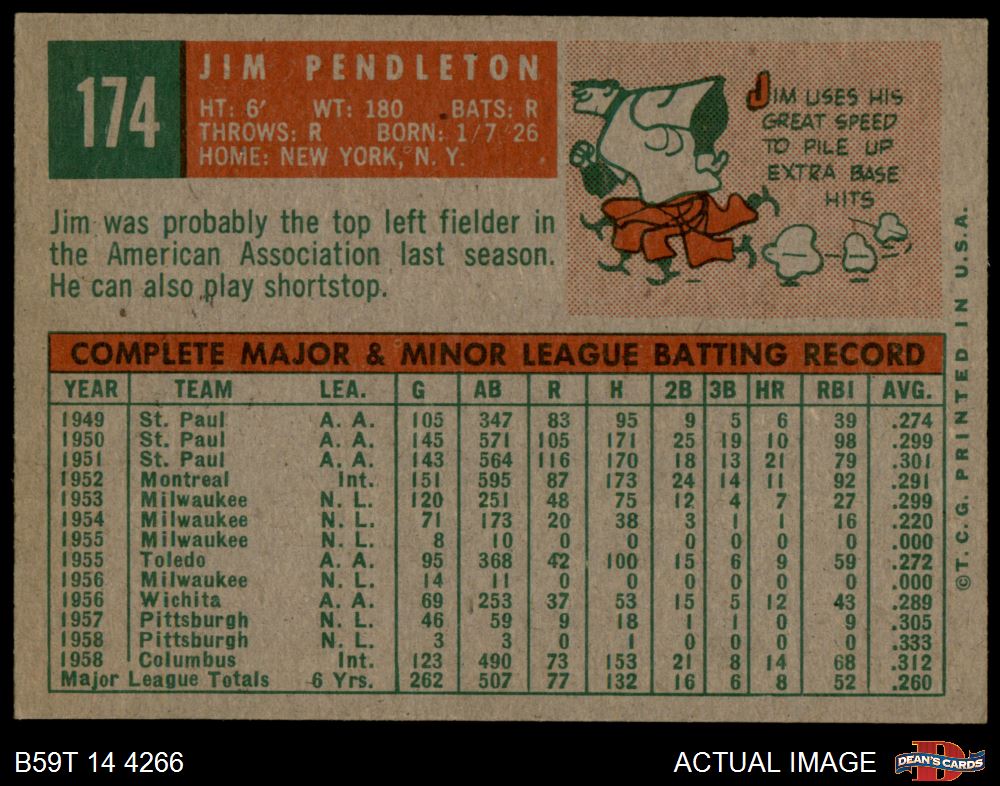 174
JIM PENDLETON
HT: 6' WT: 180 BATS: R
THROWS: R BORN: 1/7/26
HOME: NEW YORK, N. Y.
JIM USES HIS
GREAT SPEED
TO PILE UP
EXTRA BASE
HITS
Jim was probably the top left fielder in
the American Association last season.
He can also play shortstop.
COMPLETE MAJOR & MINOR LEAGUE BATTING RECORD
YEAR TEAM LEA. G AB R H 2B 3B HR RBI AVG.
1949 St. Paul A. A. 105 347 83 95 9 5 6 39 .274
1950 St. Paul A. A. 145 571 105 171 25 19 10 98 .299
1951 St. Paul A. A. 143 564 116 170 18 13 21 79 .301
1952 Montreal Int. 151 595 87 173 24 14 11 92 .291
1953 Milwaukee N. L. 120 251 48 75 12 4 7 27 .299
1954 Milwaukee N. L. 71 173 20 38 3 1 1 16 .220
1955 Milwaukee N. L. 8 10 0 0 0 0 0 0 .000
1955 Toledo A. A. 95 368 42 100 15 6 9 59 .272
1956 Milwaukee N. L. 14 11 0 0 0 0 0 0 .000
1956 Wichita A. A. 69 253 37 53 15 5 12 43 .289
1957 Pittsburgh N. L. 46 59 9 18 1 1 0 9 .305
1958 Pittsburgh N. L. 3 3 0 1 0 0 0 0 .333
1958 Columbus Int. 123 490 73 153 21 8 14 68 .312
Major League Totals 6 Yrs. 262 507 77 132 16 6 8 52 .260
©T.C.G. PRINTED IN U.S.A.
B59T 14 4266
ACTUAL IMAGE
DEAN'S CARDS